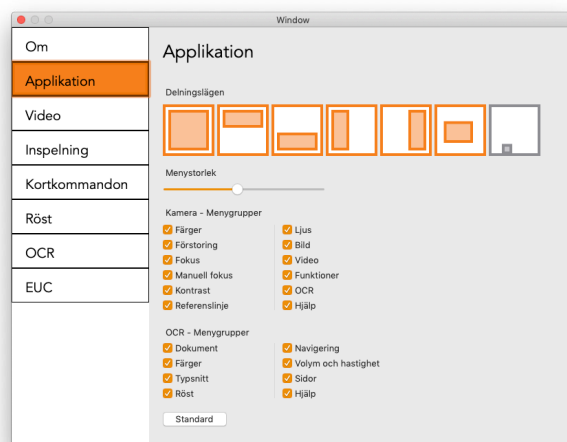 Window
Om
Applikation
Video
Inspelning
Kortkommandon
Röst
OCR
EUC
Applikation
Delningslägen
Menystorlek
Kamera - Menygrupper
Färger
Förstoring
Fokus
Manuell fokus
Kontrast
Referenslinje
Ljus
Bild
Video
Funktioner
OCR
Hjälp
OCR - Menygrupper
Dokument
Färger
Typsnitt
Röst
Navigering
Volym och hastighet
Sidor
Hjälp
Standard